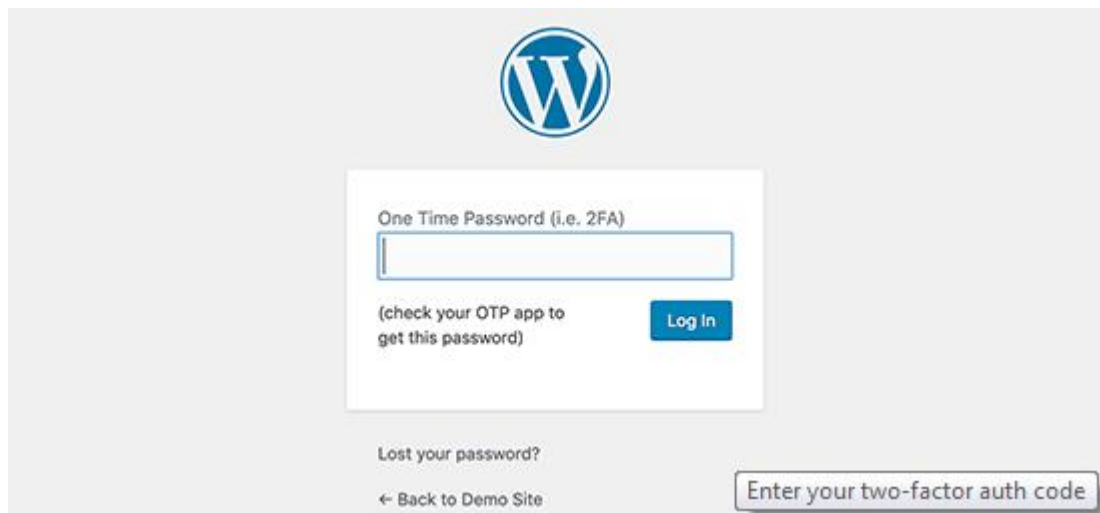 One Time Password (i.e. 2FA)
(check your OTP app to
get this password)
Log In
Lost your password?
← Back to Demo Site
Enter your two-factor auth code